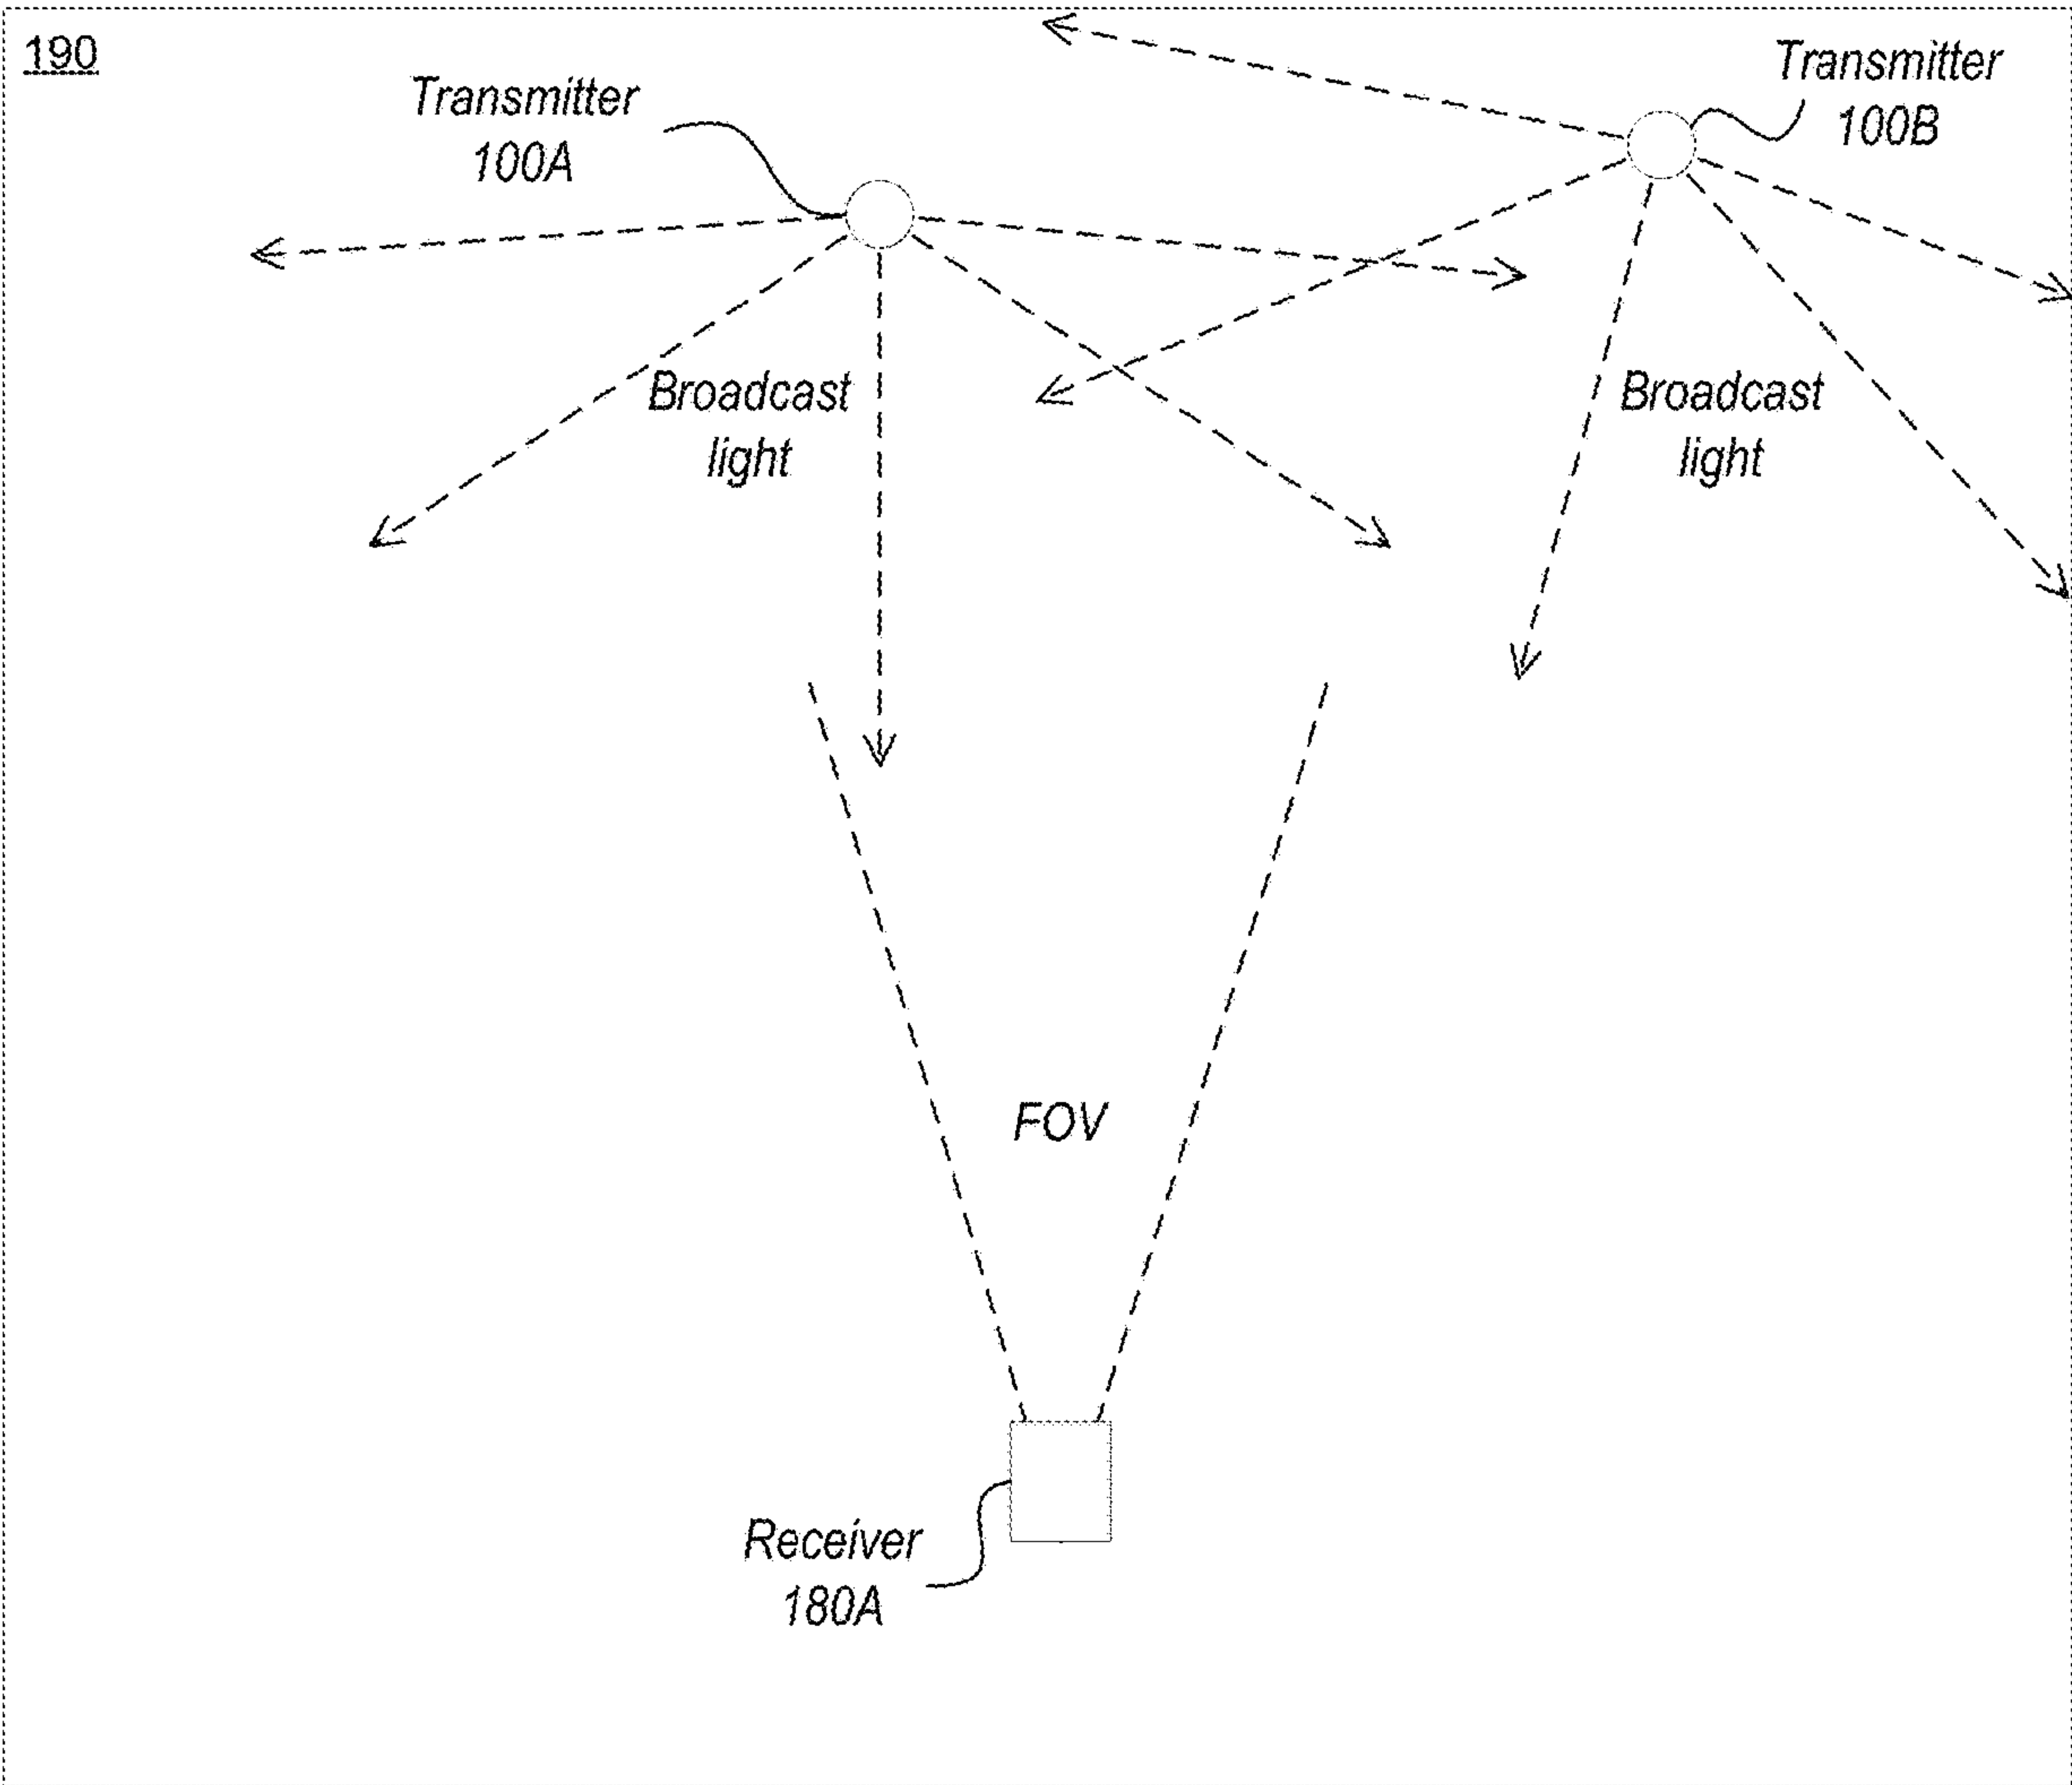 190
Transmitter
100A
Transmitter
100B
Broadcast
light
Broadcast
light
FOV
Receiver
180A